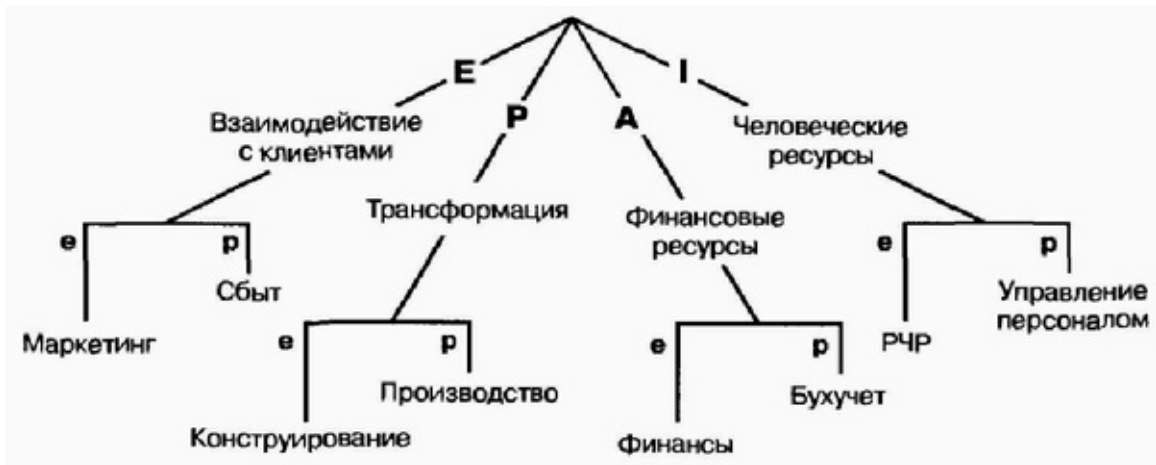 E
I
P
A
Взаимодействие
с клиентами
Человеческие
ресурсы
Трансформация
Финансовые
ресурсы
e
p
Сбыт
Маркетинг
e
p
Производство
Конструирование
e
p
Бухучет
Финансы
e
p
Управление
персоналом
РЧР